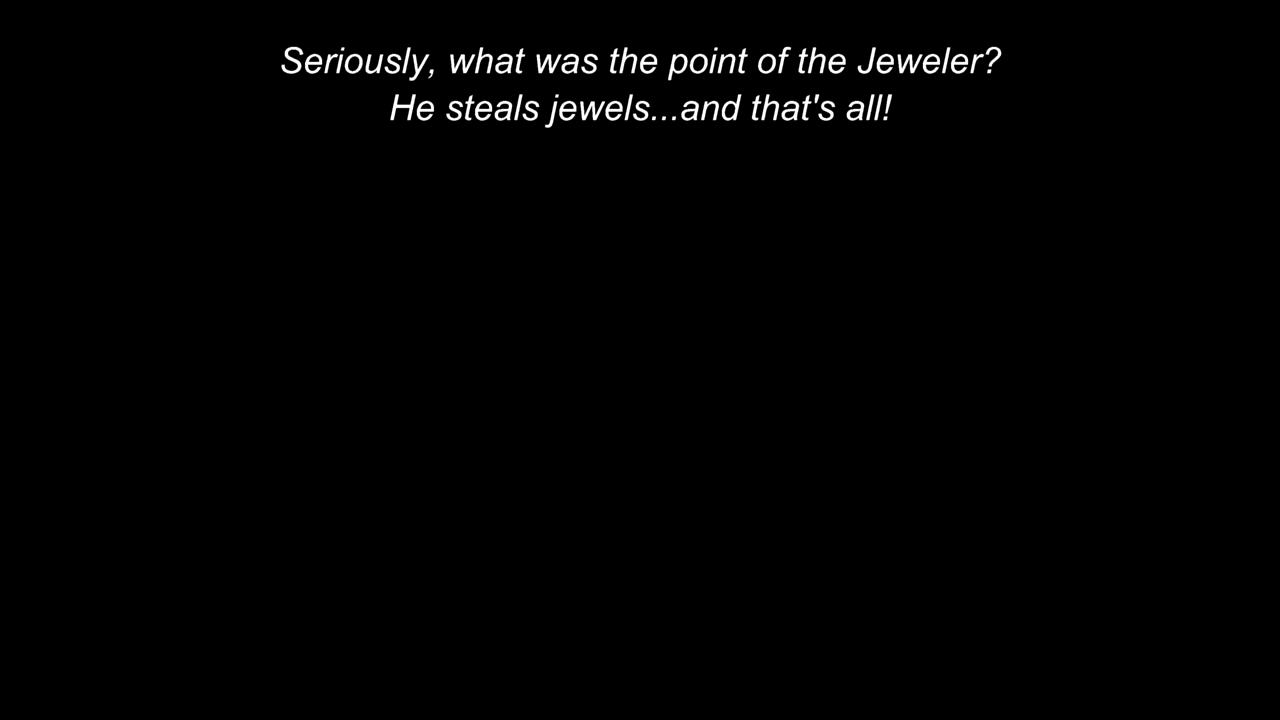 Seriously, what was the point of the Jeweler?
He steals jewels...and that's all!